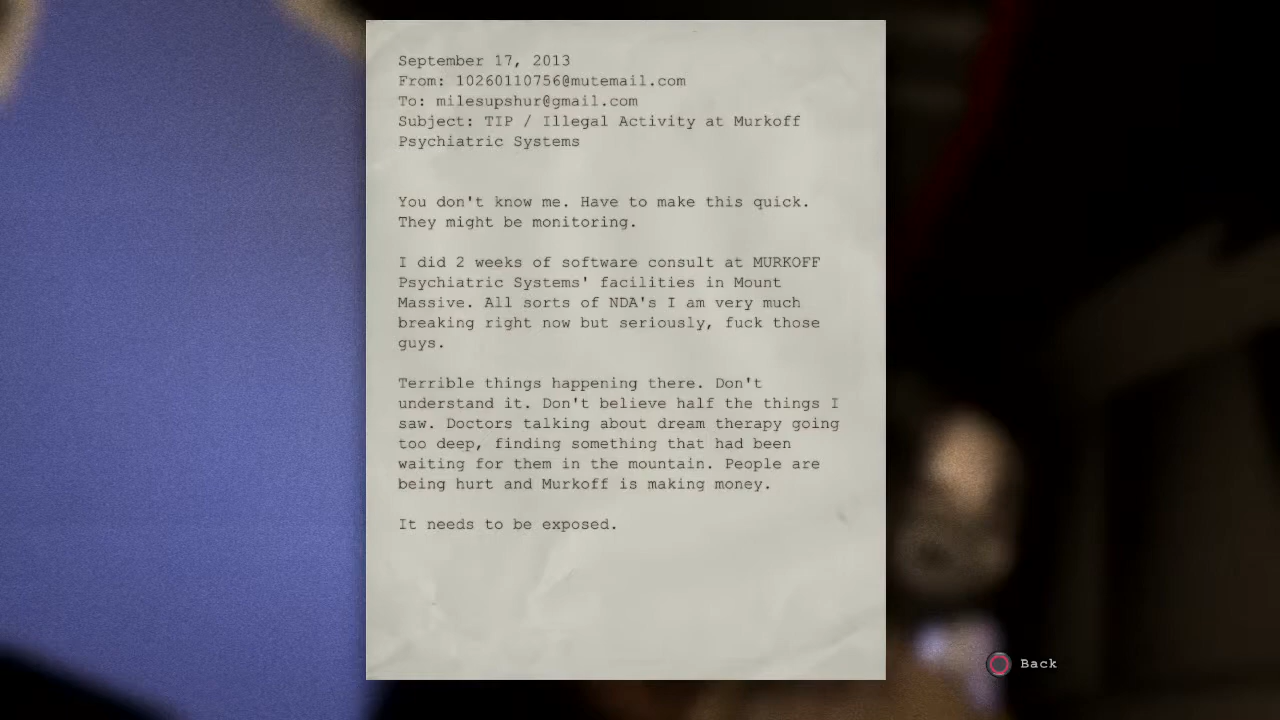 September 17, 2013
From: 10260110756@mutemail.com
To: milesupshur@gmail.com
Subject: TIP / Illegal Activity at Murkoff
Psychiatric Systems
You don't know me. Have to make this quick.
They might be monitoring.
I did 2 weeks of software consult at MURKOFF
Psychiatric Systems' facilities in Mount
Massive. All sorts of NDA's I am very much
breaking right now but seriously, fuck those
guys.
Terrible things happening there. Don't
understand it. Don't believe half the things I
saw. Doctors talking about dream therapy going
too deep, finding something that had been
waiting for them in the mountain. People are
being hurt and Murkoff is making money.
It needs to be exposed.
Back